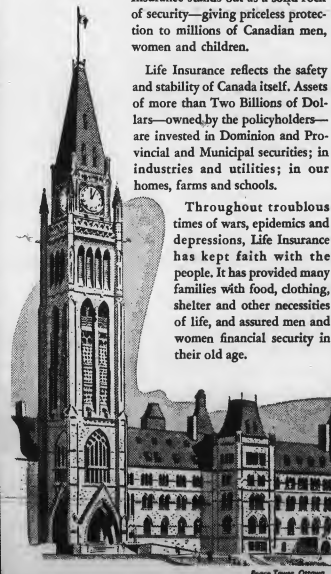 of security—giving priceless protec-
tion to millions of Canadian men,
women and children.
Life Insurance reflects the safety
and stability of Canada itself. Assets
of more than Two Billions of Dol-
lars—owned by the policyholders—
are invested in Dominion and Pro-
vincial and Municipal securities; in
industries and utilities; in our
homes, farms and schools.
Throughout troublous
times of wars, epidemics and
depressions, Life Insurance
has kept faith with the
people. It has provided many
families with food, clothing,
shelter and other necessities
of life, and assured men and
women financial security in
their old age.
Peace Tower, Ottawa